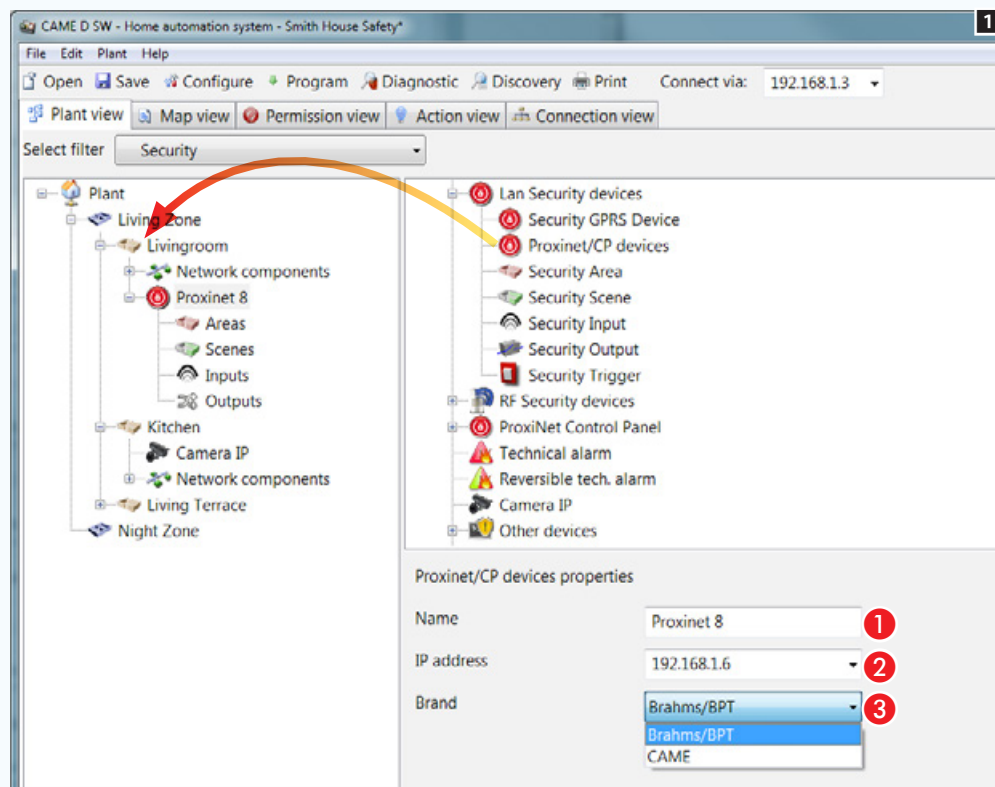 CAME D SW - Home automation system - Smith House Safety*
1
File Edit Plant Help
Open Save Configure Program Diagnostic Discovery Print Connect via: 192.168.1.3
Plant view Map view Permission view Action view Connection view
Select filter Security
Plant
Living Zone
Livingroom
Network components
Proxinet 8
Areas
Scenes
Inputs
Outputs
Kitchen
Camera IP
Network components
Living Terrace
Night Zone
Lan Security devices
Security GPRS Device
Proxinet/CP devices
Security Area
Security Scene
Security Input
Security Output
Security Trigger
RF Security devices
ProxiNet Control Panel
Technical alarm
Reversible tech. alarm
Camera IP
Other devices
Proxinet/CP devices properties
Name Proxinet 8 1
IP address 192.168.1.6 2
Brand Brahms/BPT 3
Brahms/BPT
CAME